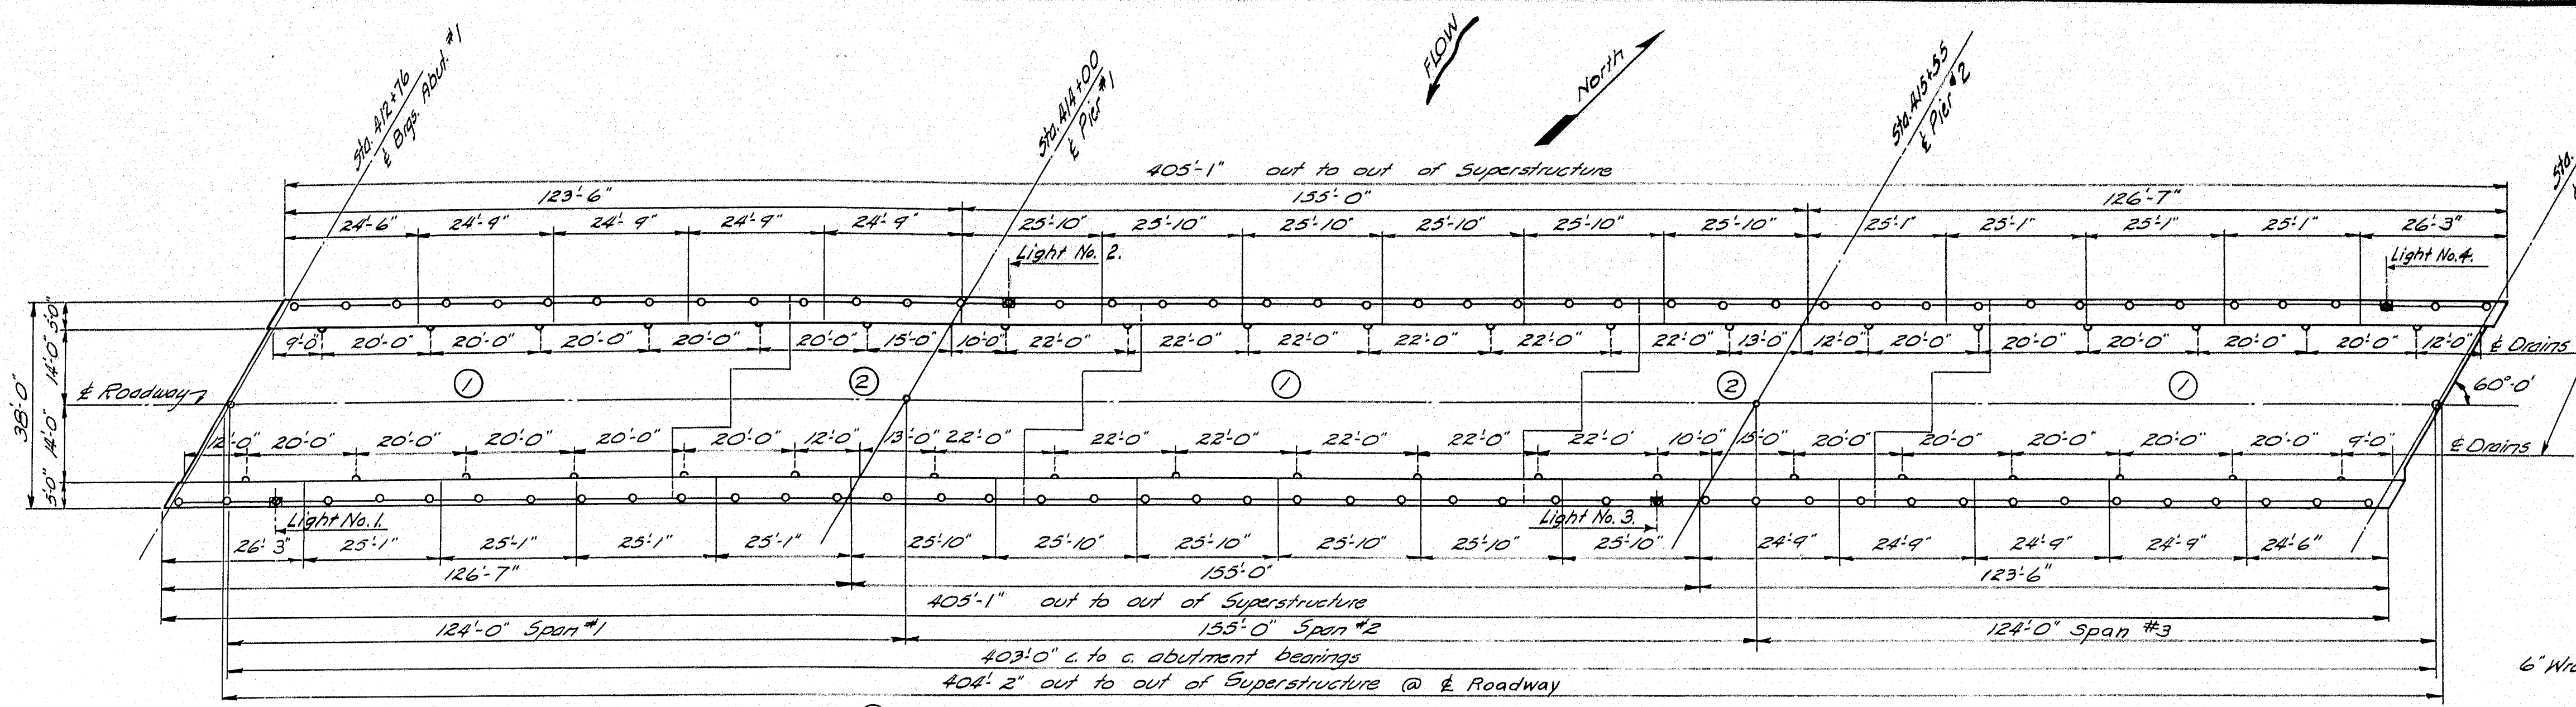 Sta. 412+76
℄ Brgs. Abut. #1
Sta. 414+00
℄ Pier #1
FLOW
North
Sta. 415+55
℄ Pier #2
Sta.
405'-1" out to out of Superstructure
123'-6" 155'-0" 126'-7"
24'-6" 24'-9" 24'-9" 24'-9" 24'-9" 25'-10" 25'-10" 25'-10" 25'-10" 25'-10" 25'-10" 25'-1" 25'-1" 25'-1" 25'-1" 26'-3"
Light No. 2. Light No. 4.
9'-0" 20'-0" 20'-0" 20'-0" 20'-0" 20'-0" 15'-0" 10'-0" 22'-0" 22'-0" 22'-0" 22'-0" 22'-0" 22'-0" 13'-0" 12'-0" 20'-0" 20'-0" 20'-0" 20'-0" 20'-0" 12'-0" ℄ Drains
38'-0" 5'-0" 14'-0" 14'-0" 5'-0"
℄ Roadway 1 2 1 2 1 60°-0'
12'-0" 20'-0" 20'-0" 20'-0" 20'-0" 20'-0" 12'-0" 13'-0" 22'-0" 22'-0" 22'-0" 22'-0" 22'-0" 22'-0' 10'-0" 15'-0" 20'-0" 20'-0" 20'-0" 20'-0" 20'-0" 9'-0" ℄ Drains
Light No. 1. Light No. 3.
26'-3" 25'-1" 25'-1" 25'-1" 25'-1" 25'-10" 25'-10" 25'-10" 25'-10" 25'-10" 25'-10" 24'-9" 24'-9" 24'-9" 24'-9" 24'-6"
126'-7" 155'-0" 123'-6"
405'-1" out to out of Superstructure
124'-0" Span #1 155'-0" Span #2 124'-0" Span #3
403'-0" c. to c. abutment bearings
404'-2" out to out of Superstructure @ ℄ Roadway
6" Wro